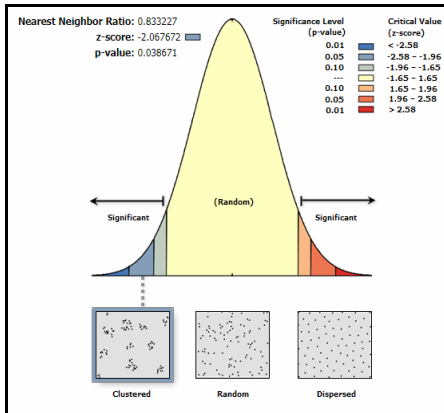 Nearest Neighbor Ratio: 0.833227
z-score: -2.067672
p-value: 0.038671
Significance Level
(p-value)
Critical Value
(z-score)
0.01 < -2.58
0.05 -2.58 – -1.96
0.10 -1.96 – -1.65
--- -1.65 - 1.65
0.10 1.65 - 1.96
0.05 1.96 – 2.58
0.01 > 2.58
(Random)
Significant
Significant
Clustered
Random
Dispersed